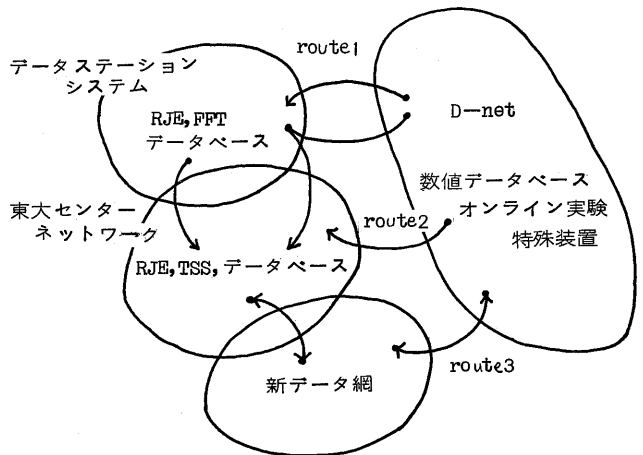 route1
データステーション
システム
RJE,FFT
データベース
D-net
東大センター
ネットワーク
数値データベース
オンライン実験
特殊装置
route2
RJE,TSS,データベース
新データ網
route3